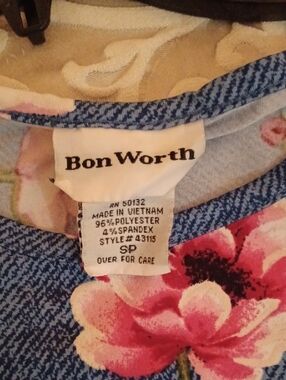 Bon Worth
RN 50132
MADE IN VIETNAM
96% POLYESTER
4% SPANDEX
STYLE# 43115
SP
OVER FOR CARE